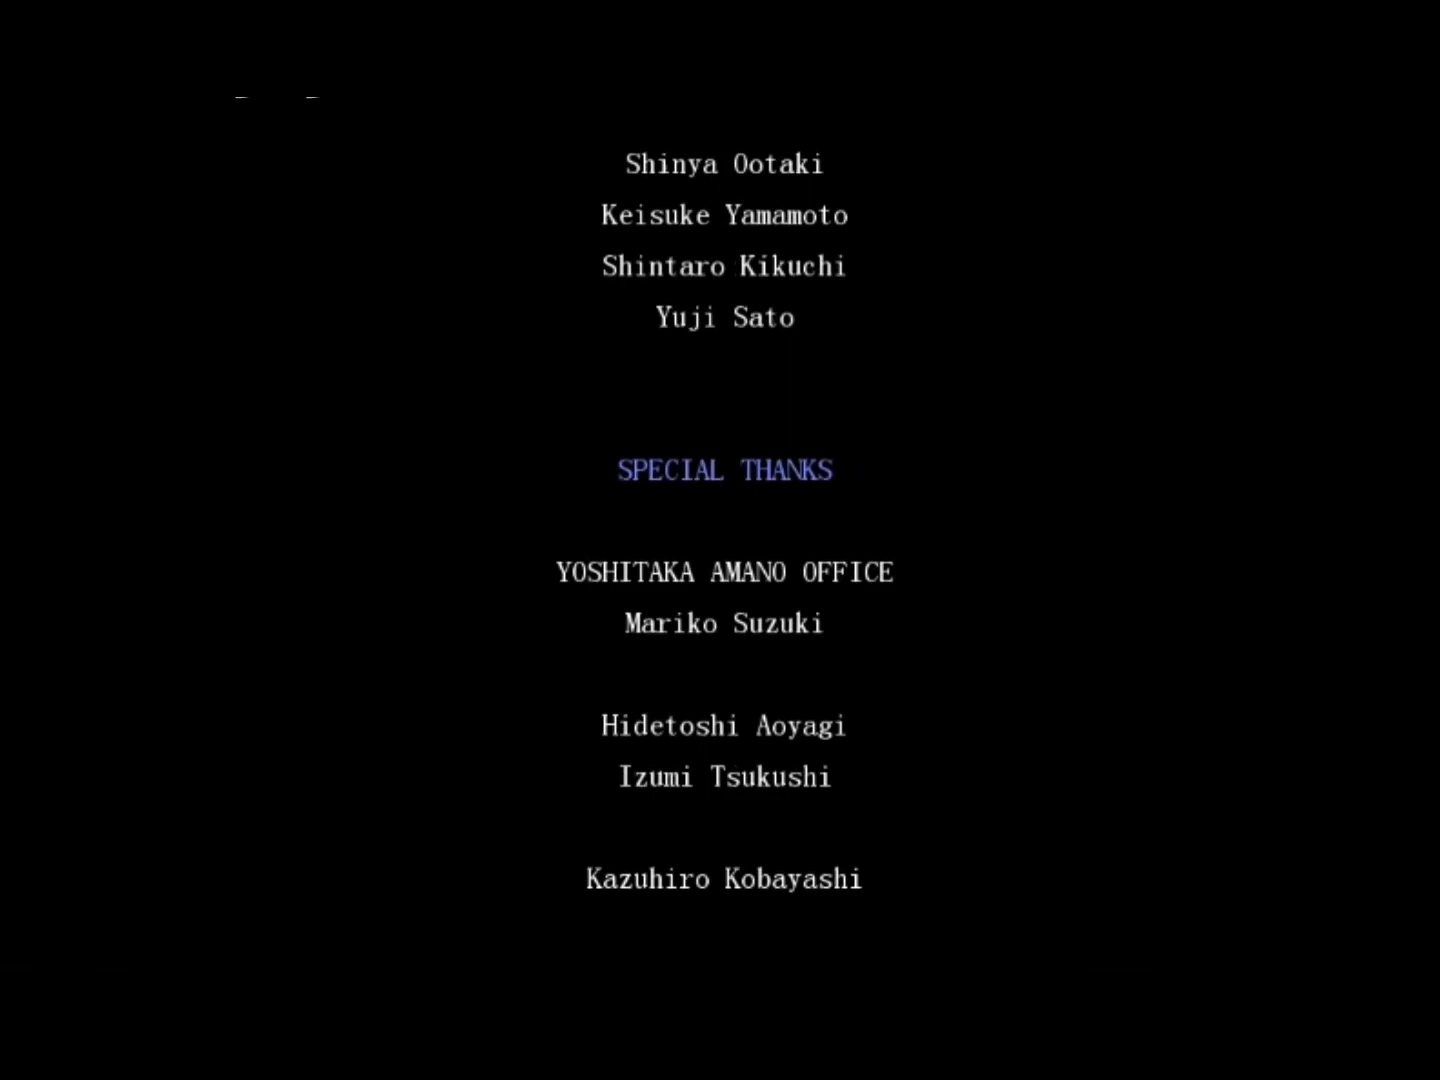 Shinya Ootaki
Keisuke Yamamoto
Shintaro Kikuchi
Yuji Sato
SPECIAL THANKS
YOSHITAKA AMANO OFFICE
Mariko Suzuki
Hidetoshi Aoyagi
Izumi Tsukushi
Kazuhiro Kobayashi